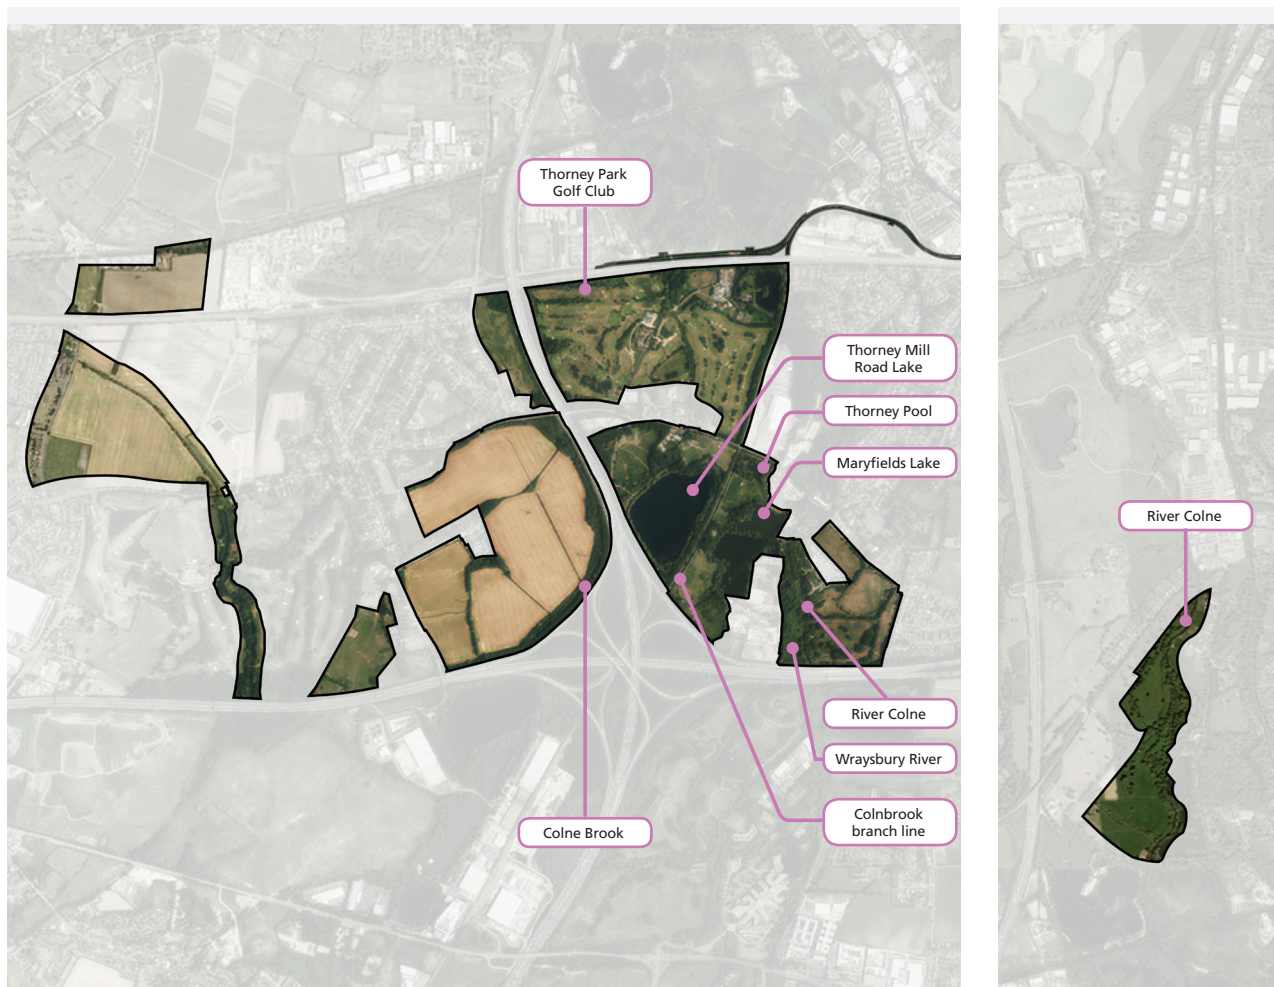 Thorney Park
Golf Club
Thorney Mill
Road Lake
Thorney Pool
Maryfields Lake
River Colne
Wraysbury River
Colnbrook
branch line
Colne Brook
River Colne